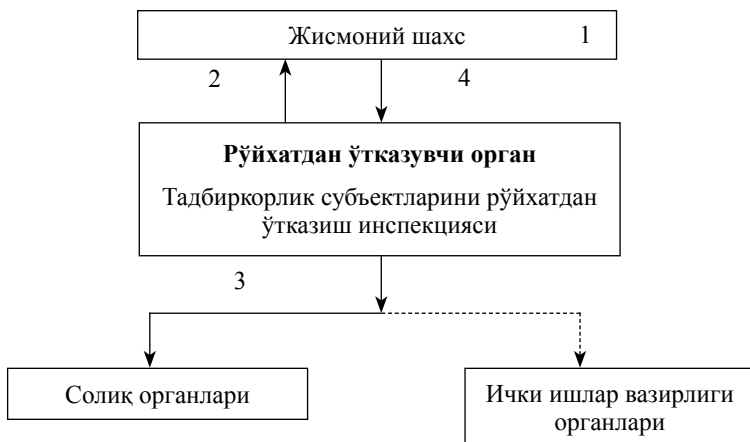 Жисмоний шахс 1
2 4
Рўйхатдан ўтказувчи орган
Тадбиркорлик субъектларини рўйхатдан
ўтказиш инспекцияси
3
Солиқ органлари
Ички ишлар вазирлиги
органлари